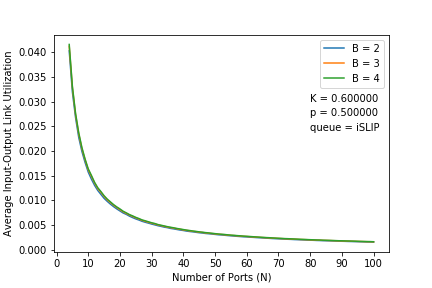 0.040
0.035
0.030
0.025
0.020
0.015
0.010
0.005
0.000
Average Input-Output Link Utilization
B = 2
B = 3
B = 4
K = 0.600000
p = 0.500000
queue = iSLIP
0 10 20 30 40 50 60 70 80 90 100
Number of Ports (N)